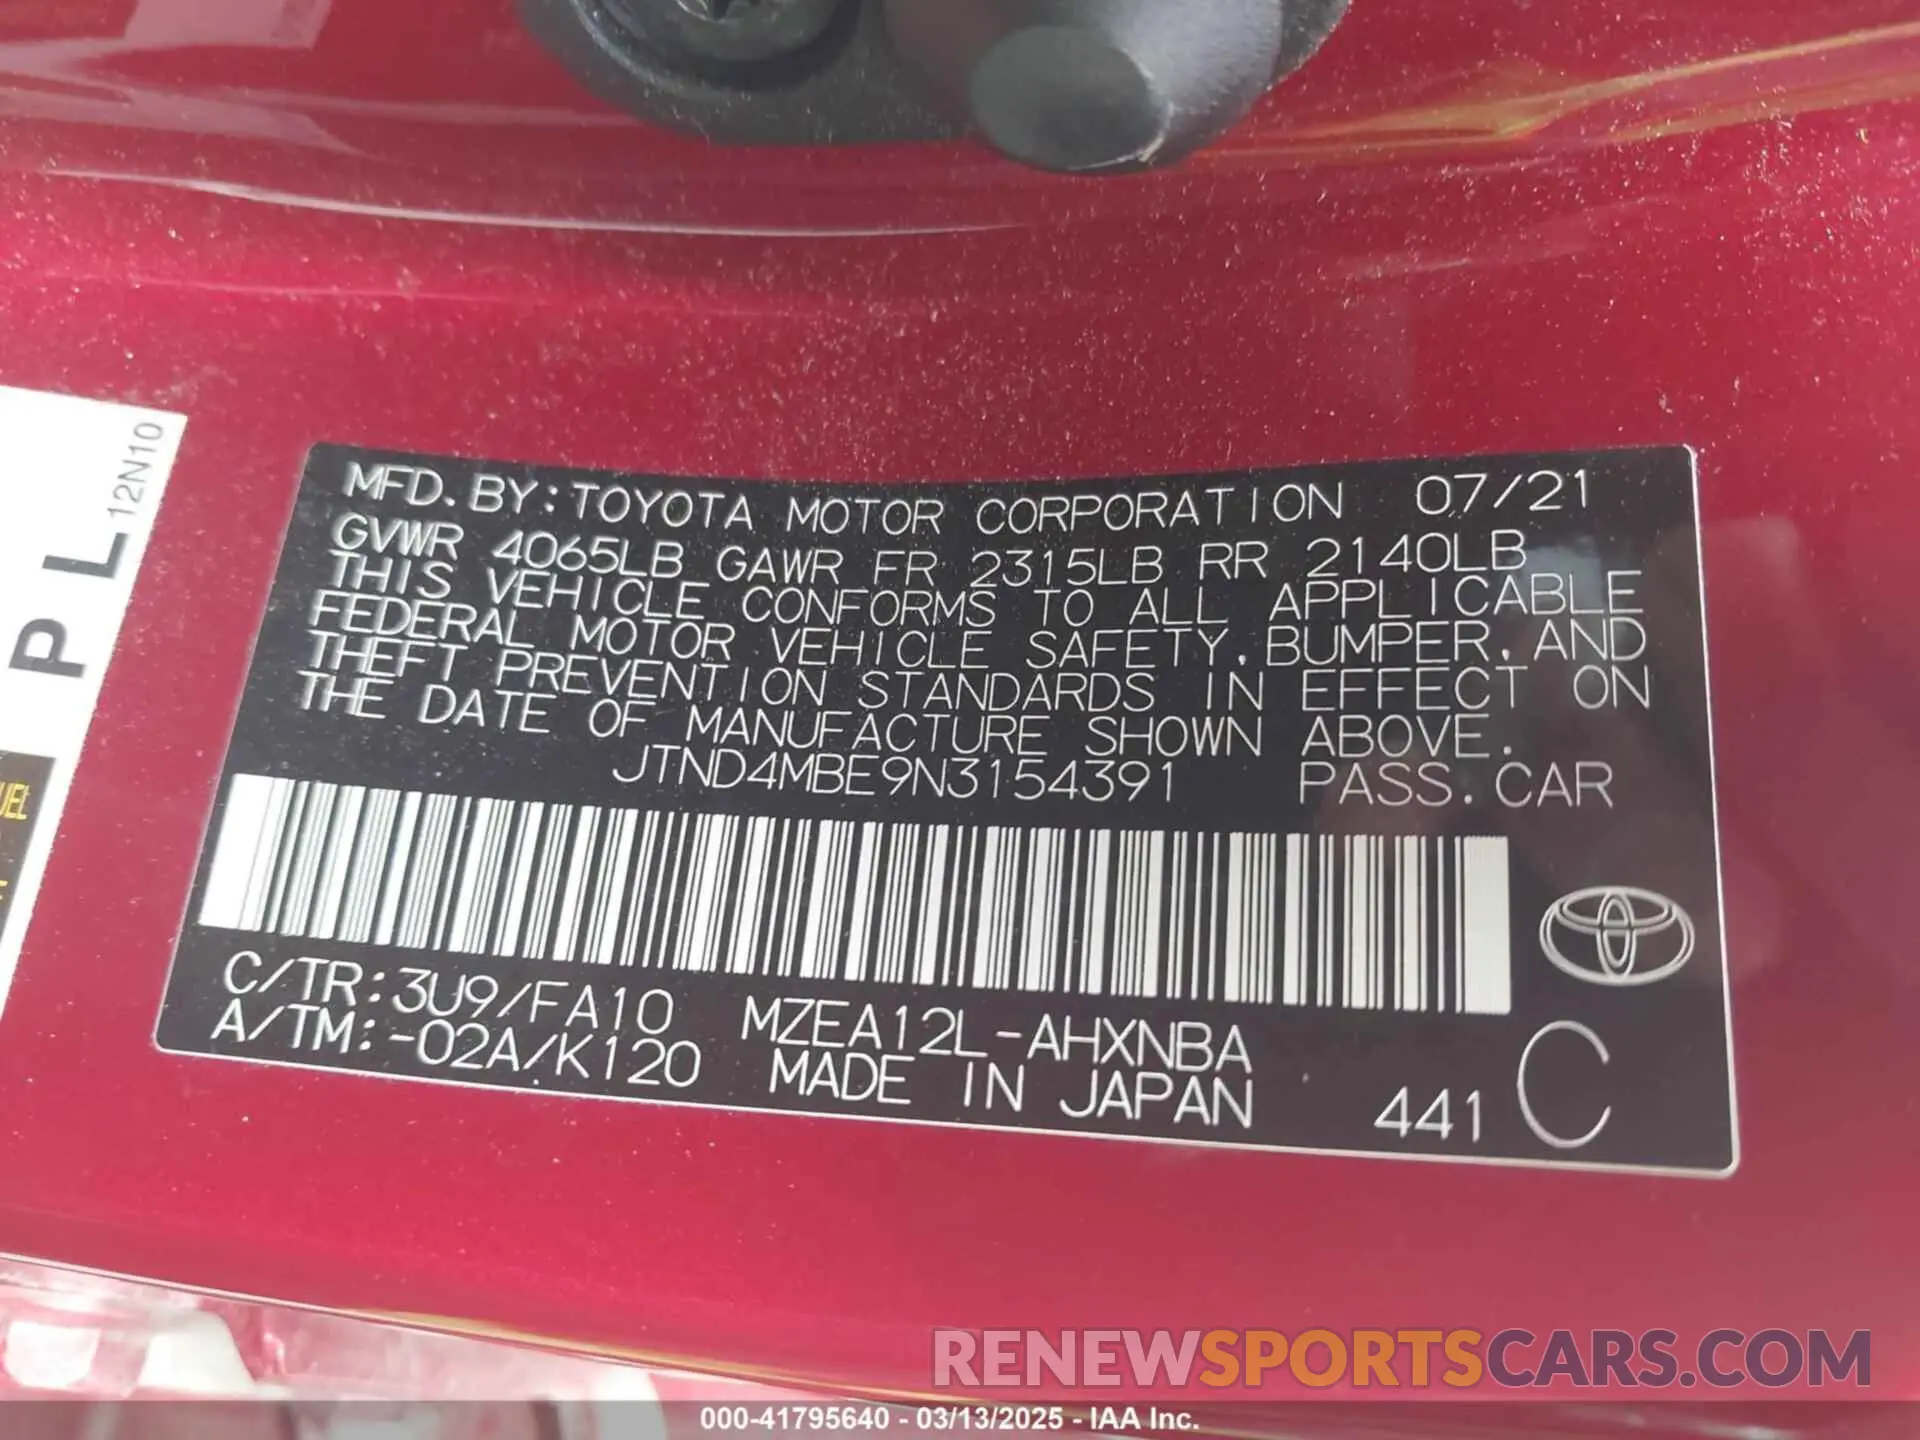 MFD. BY: TOYOTA MOTOR CORPORATION 07/21
GVWR 4065LB GAWR FR 2315LB RR 2140LB
THIS VEHICLE CONFORMS TO ALL APPLICABLE
FEDERAL MOTOR VEHICLE SAFETY, BUMPER, AND
THEFT PREVENTION STANDARDS IN EFFECT ON
THE DATE OF MANUFACTURE SHOWN ABOVE.
JTND4MBE9N3154391 PASS. CAR
C/TR: 3U9/FA10 MZEA12L-AHXNBA
A/TM: -02A/K120 MADE IN JAPAN 441 C
P L 12N10
RENEWSPORTSCARS.COM
000-41795640 - 03/13/2025 - IAA Inc.